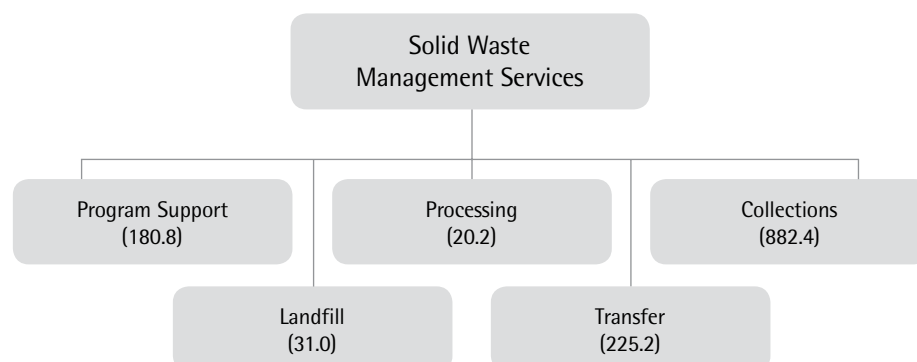 Solid Waste
Management Services
Program Support
(180.8)
Processing
(20.2)
Collections
(882.4)
Landfill
(31.0)
Transfer
(225.2)